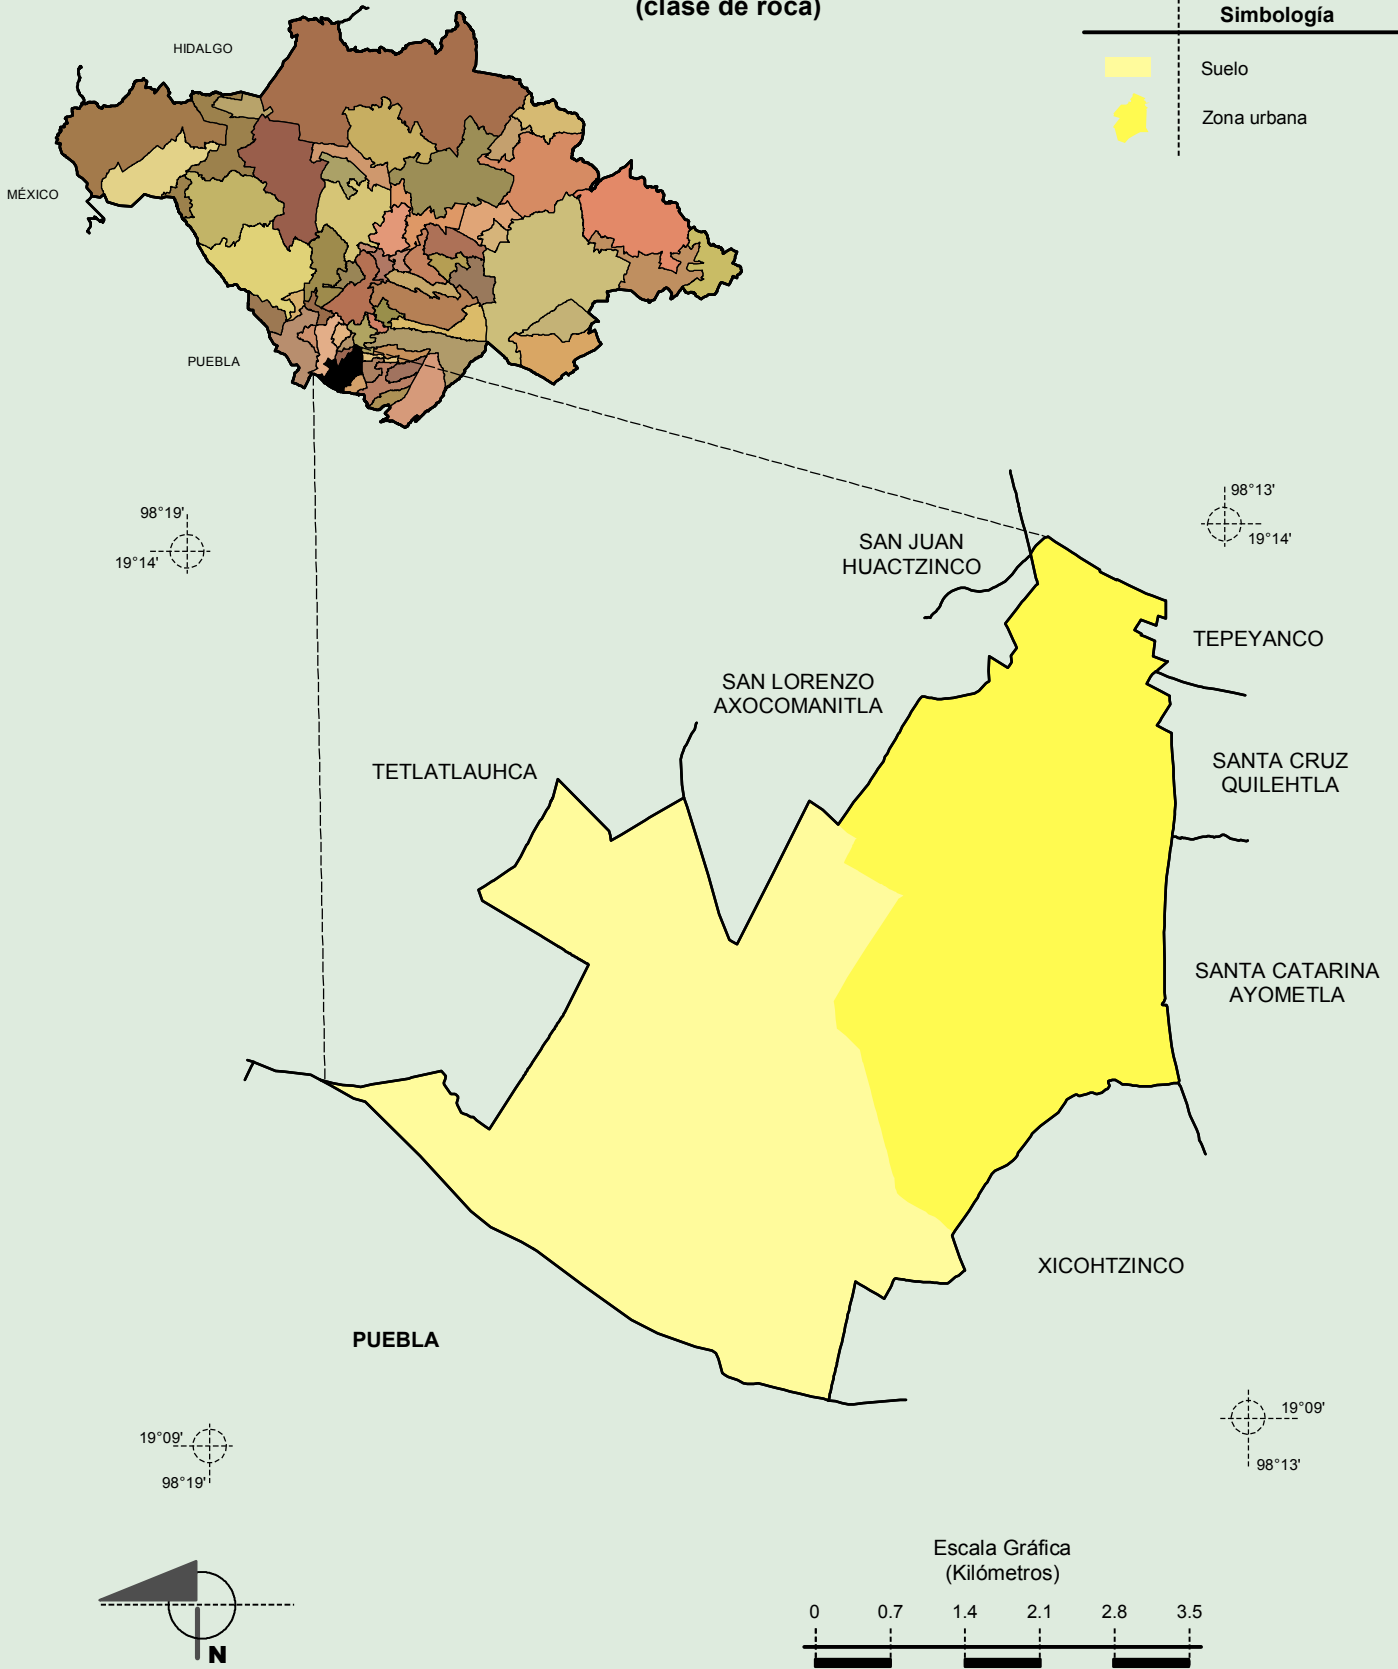 (clase de roca)
Simbología
Suelo
Zona urbana
HIDALGO
MÉXICO
PUEBLA
98°19'
19°14'
98°13'
19°14'
SAN JUAN
HUACTZINCO
TEPEYANCO
SAN LORENZO
AXOCOMANITLA
TETLATLAUHCA
SANTA CRUZ
QUILEHTLA
SANTA CATARINA
AYOMETLA
XICOHTZINCO
PUEBLA
19°09'
98°19'
19°09'
98°13'
Escala Gráfica
(Kilómetros)
0 0.7 1.4 2.1 2.8 3.5
N